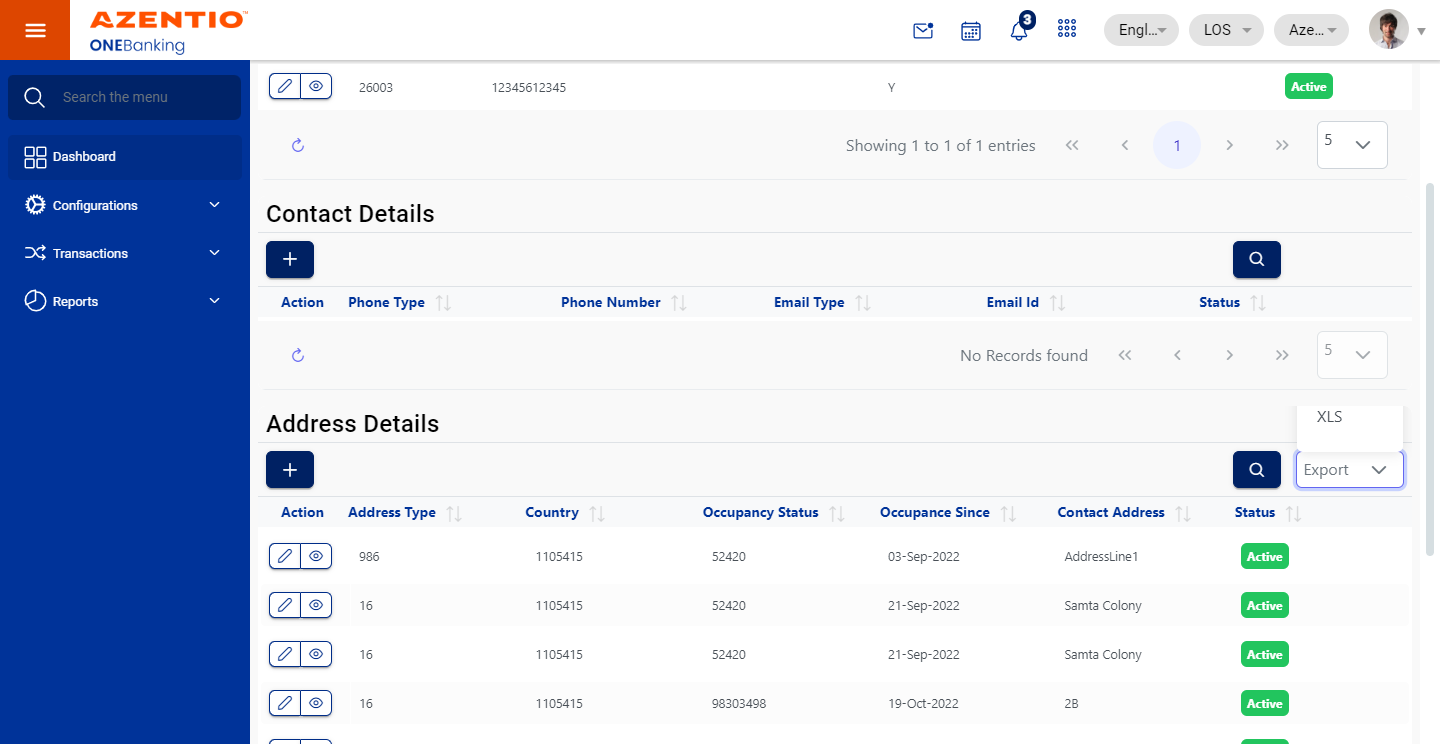 AZENTIO™
ONEBanking
3
Engl...
LOS
Aze...
Search the menu
Dashboard
Configurations
Transactions
Reports
26003 12345612345 Y Active
Showing 1 to 1 of 1 entries 1 5
Contact Details
Action Phone Type Phone Number Email Type Email Id Status
No Records found 5
Address Details
XLS
Export
Action Address Type Country Occupancy Status Occupance Since Contact Address Status
986 1105415 52420 03-Sep-2022 AddressLine1 Active
16 1105415 52420 21-Sep-2022 Samta Colony Active
16 1105415 52420 21-Sep-2022 Samta Colony Active
16 1105415 98303498 19-Oct-2022 2B Active